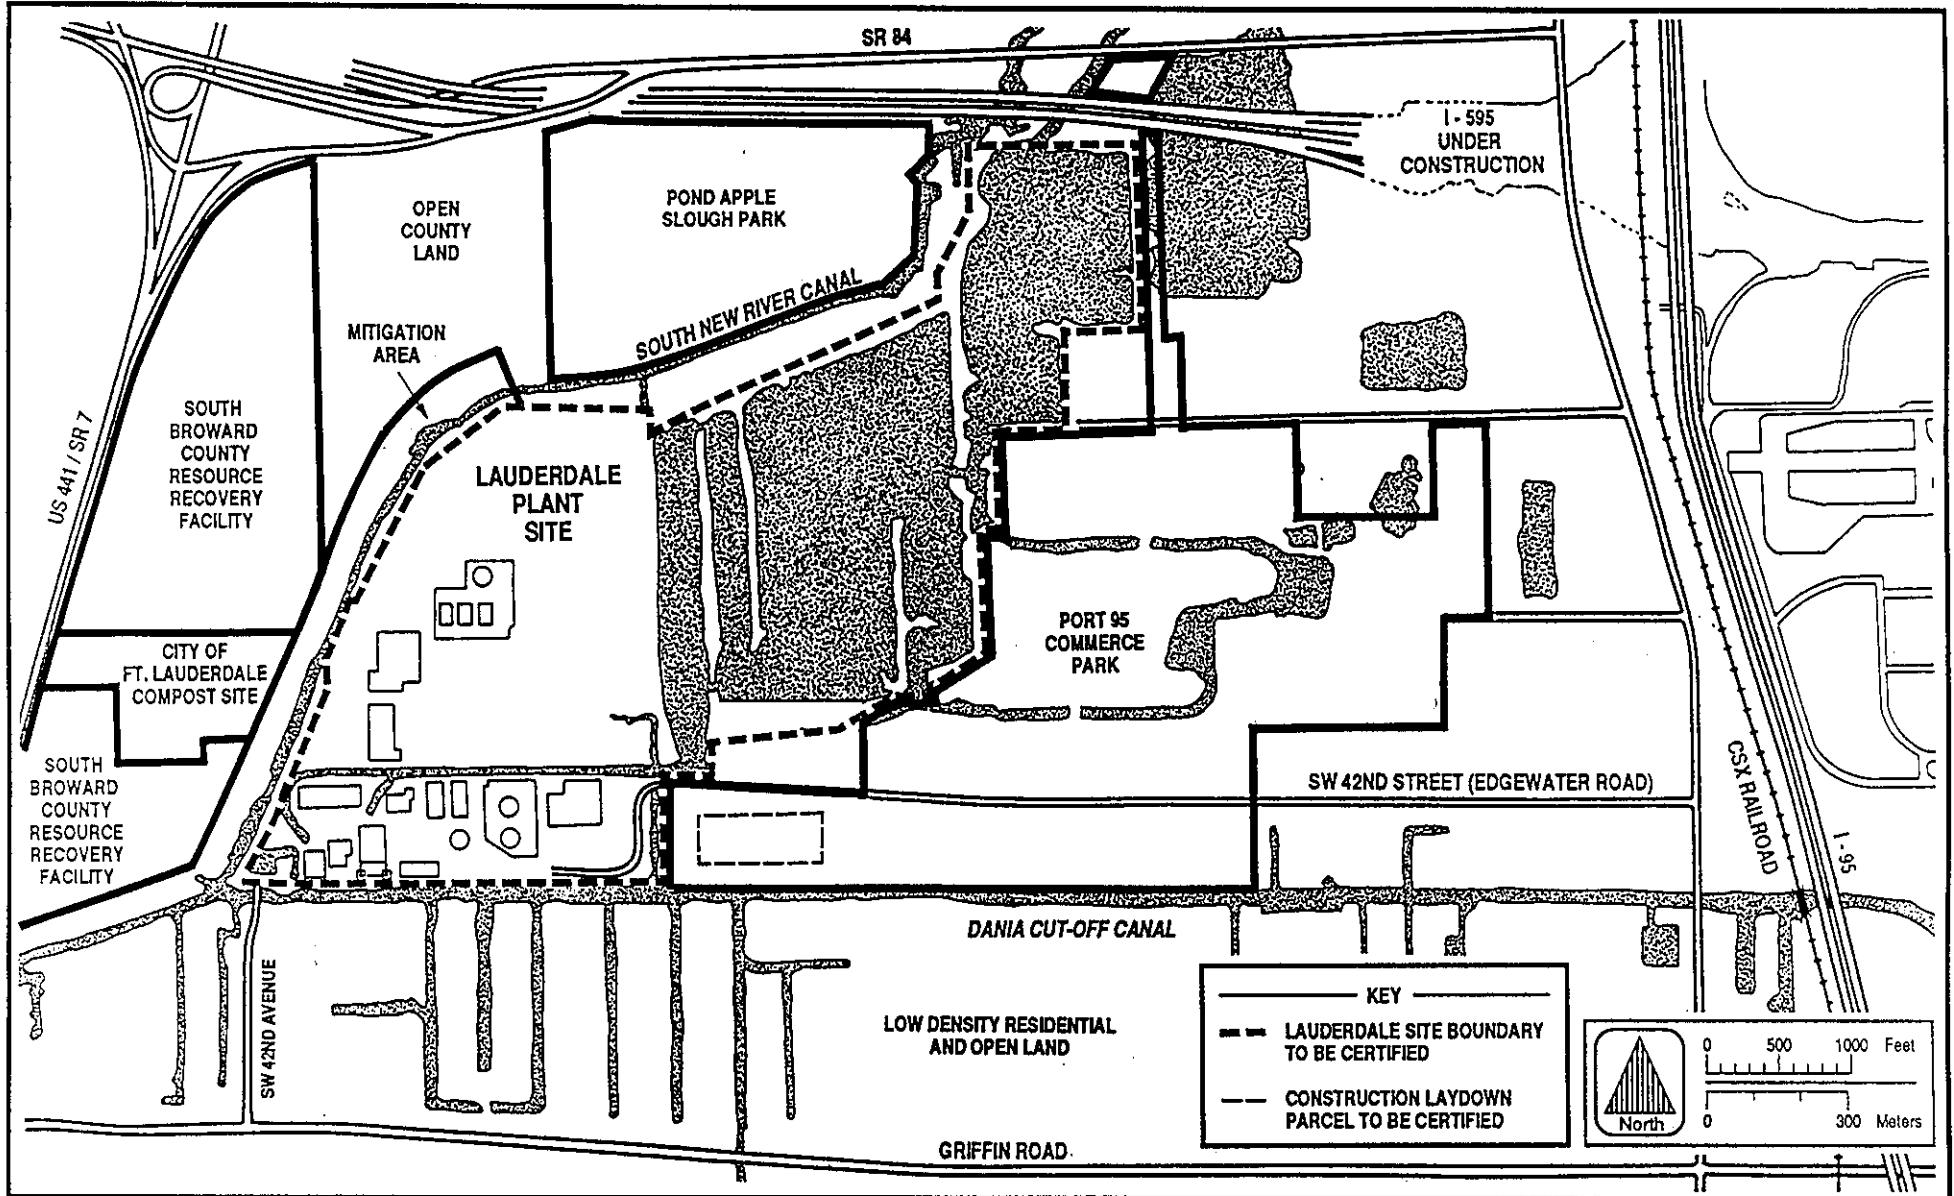 SR 84
I - 595
UNDER
CONSTRUCTION
OPEN
COUNTY
LAND
POND APPLE
SLOUGH PARK
SOUTH NEW RIVER CANAL
MITIGATION
AREA
US 441 / SR 7
SOUTH
BROWARD
COUNTY
RESOURCE
RECOVERY
FACILITY
LAUDERDALE
PLANT
SITE
CITY OF
FT. LAUDERDALE
COMPOST SITE
PORT 95
COMMERCE
PARK
SOUTH
BROWARD
COUNTY
RESOURCE
RECOVERY
FACILITY
SW 42ND STREET (EDGEWATER ROAD)
CSX RAILROAD
I - 95
DANIA CUT-OFF CANAL
SW 42ND AVENUE
LOW DENSITY RESIDENTIAL
AND OPEN LAND
GRIFFIN ROAD
KEY
LAUDERDALE SITE BOUNDARY
TO BE CERTIFIED
CONSTRUCTION LAYDOWN
PARCEL TO BE CERTIFIED
North
0 500 1000 Feet
0 300 Meters